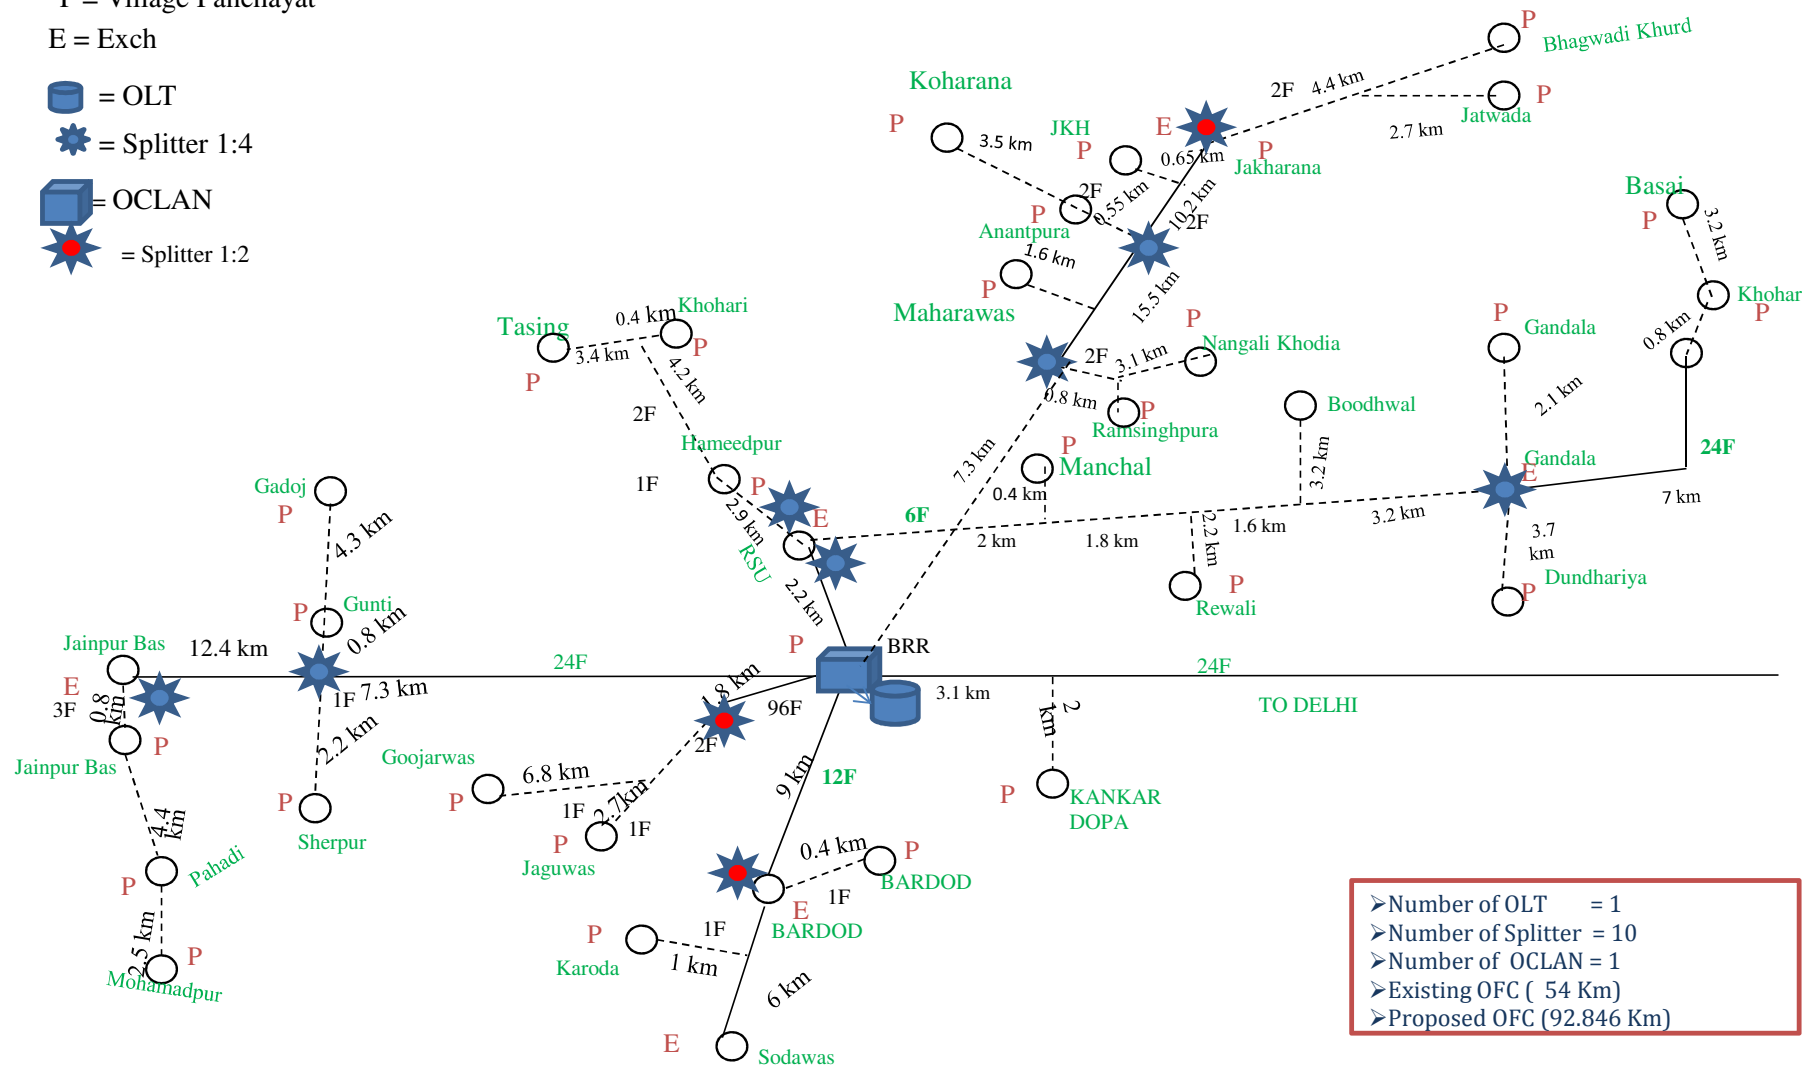 P = Village Panchayat
E = Exch
= OLT
= Splitter 1:4
= OCLAN
= Splitter 1:2
P
Bhagwadi Khurd
2F
4.4 km
P
Jatwada
2.7 km
Koharana
P
3.5 km
JKH
P
E
0.65 km
P
Jakharana
2F
0.55 km
10.2 km
2F
P
Anantpura
1.6 km
P
Maharawas
15.5 km
P
Nangali Khodia
2F
3.1 km
0.8 km
P
Ramsinghpura
Basai
P
3.2 km
Khohar
P
0.8 km
P
Gandala
2.1 km
24F
Gandala
E
7 km
3.7
km
Dundhariya
P
Boodhwal
3.2 km
P
Manchal
0.4 km
7.3 km
6F
2 km
1.8 km
2.2 km
1.6 km
3.2 km
P
Rewali
Tasing
P
0.4 km
Khohari
P
3.4 km
4.2 km
2F
Hameedpur
1F
P
2.9 km
E
RSU
2.2 km
Gadoj
P
4.3 km
P
Gunti
0.8 km
Jainpur Bas
12.4 km
24F
P
BRR
24F
E
3F
0.8
km
1F
7.3 km
1.8 km
96F
3.1 km
TO DELHI
2
km
P
Jainpur Bas
2.2 km
Goojarwas
2F
P
6.8 km
9 km
12F
P
KANKAR
DOPA
4.4
km
P
Sherpur
1F
2.7km
1F
P
Jaguwas
0.4 km
P
BARDOD
1F
P
Pahadi
E
BARDOD
2.5 km
P
Mohamadpur
P
1F
Karoda
1 km
6 km
E
Sodawas
➢Number of OLT = 1
➢Number of Splitter = 10
➢Number of OCLAN = 1
➢Existing OFC ( 54 Km)
➢Proposed OFC (92.846 Km)